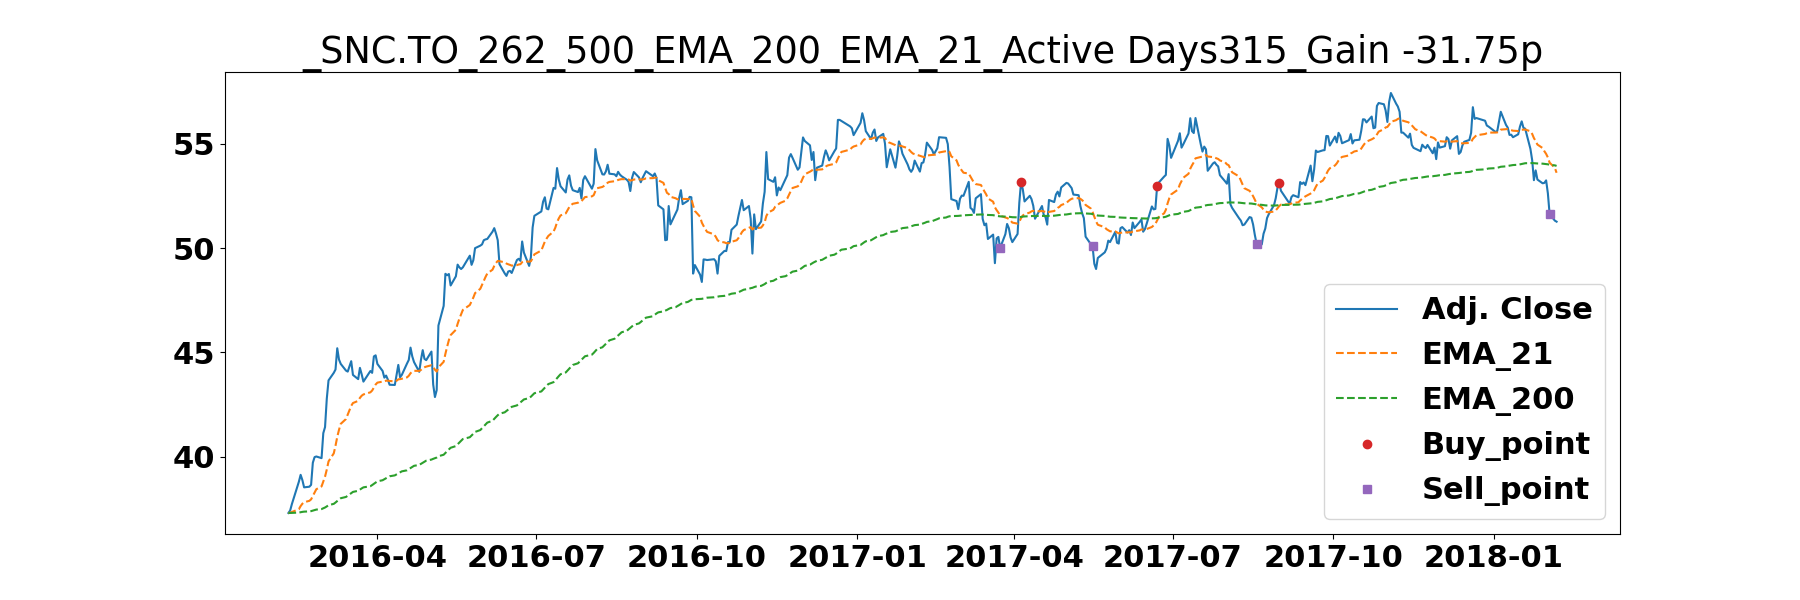 _SNC.TO_262_500_EMA_200_EMA_21_Active Days315_Gain -31.75p
55
50
45
40
Adj. Close
EMA_21
EMA_200
Buy_point
Sell_point
2016-04 2016-07 2016-10 2017-01 2017-04 2017-07 2017-10 2018-01